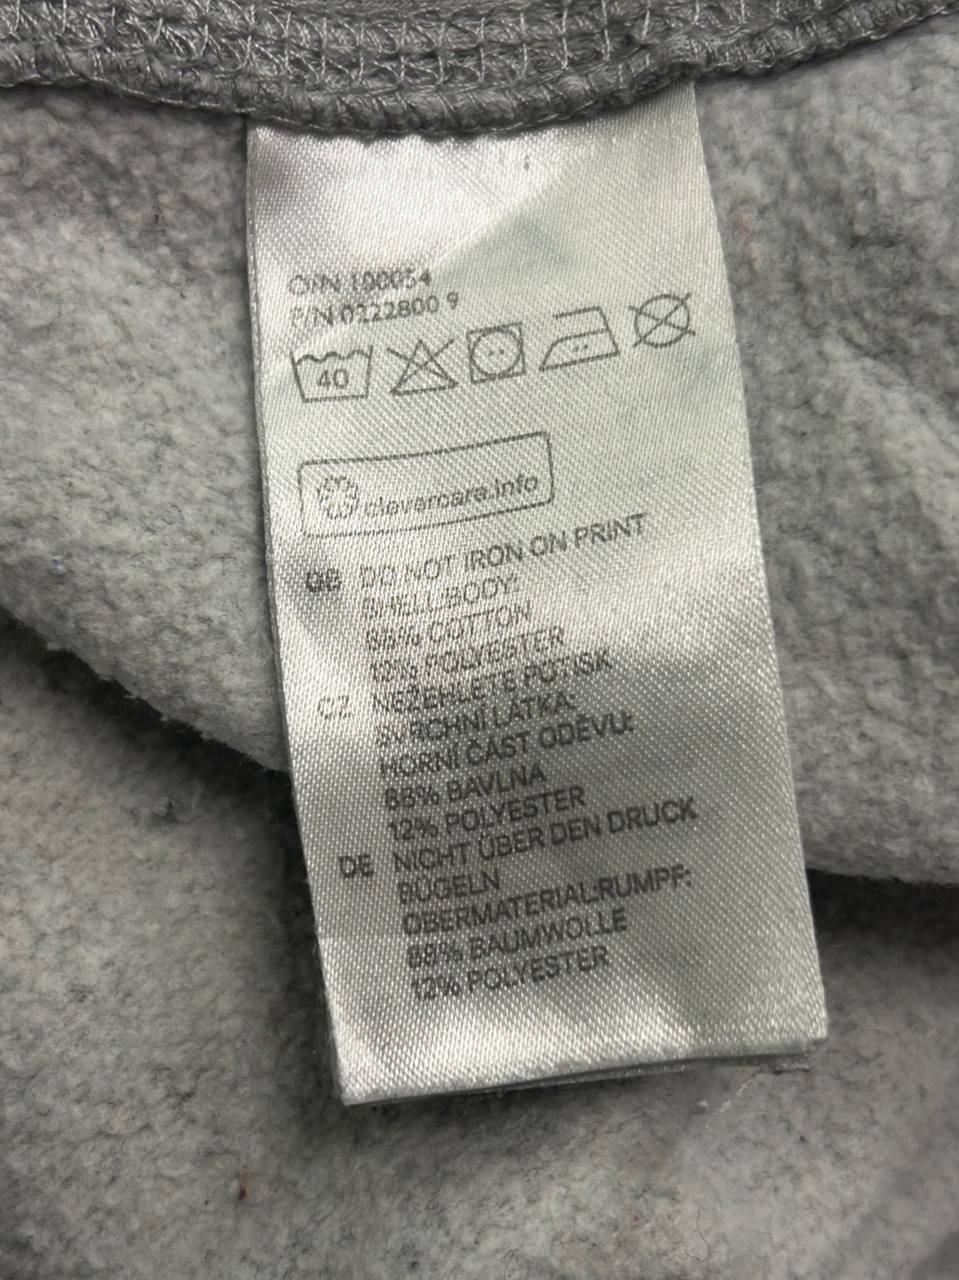 O/N 100054
P/N 0222800 9
40
clevercare.info
GB DO NOT IRON ON PRINT
SHELL:BODY:
88% COTTON
12% POLYESTER
CZ NEŽEHLETE POTISK
SVRCHNÍ LÁTKA:
HORNÍ ČÁST ODĚVU:
88% BAVLNA
12% POLYESTER
DE NICHT ÜBER DEN DRUCK
BÜGELN
OBERMATERIAL:RUMPF:
88% BAUMWOLLE
12% POLYESTER